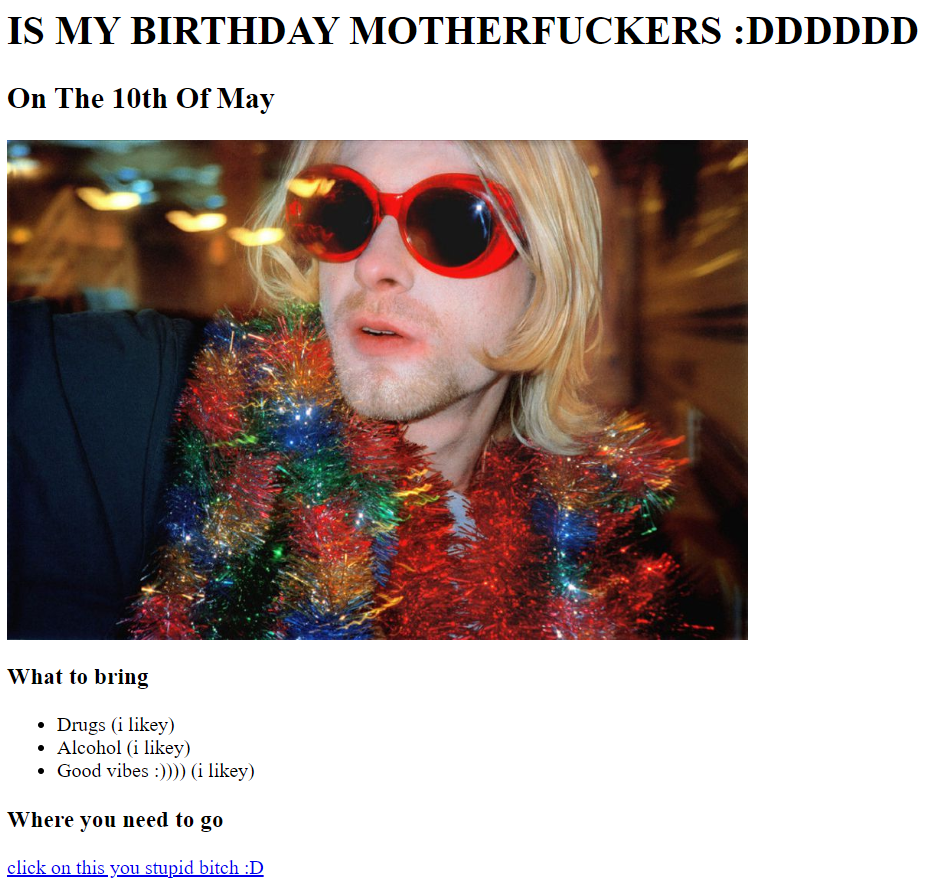 IS MY BIRTHDAY MOTHERFUCKERS :DDDDDD
On The 10th Of May
What to bring
• Drugs (i likey)
• Alcohol (i likey)
• Good vibes :)))) (i likey)
Where you need to go
click on this you stupid bitch :D